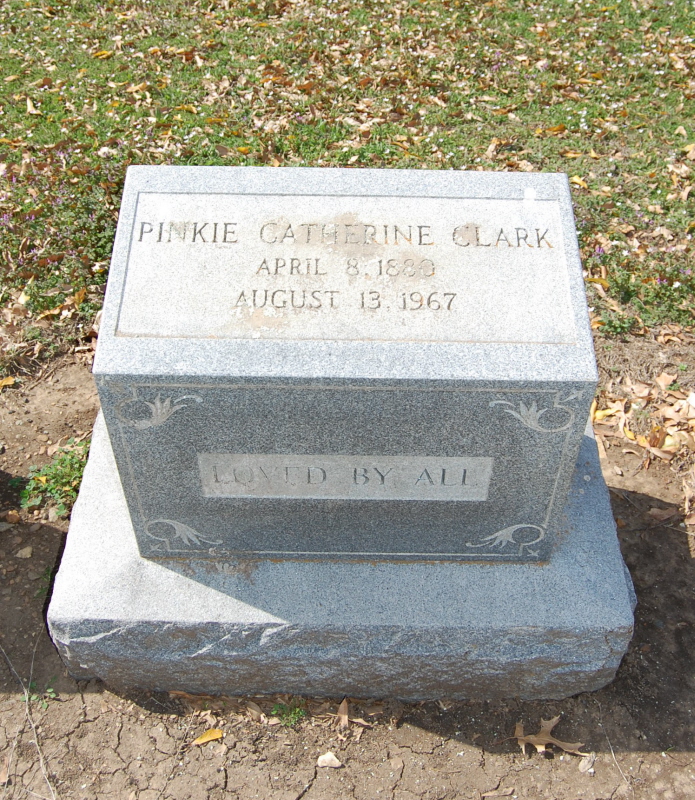 PINKIE CATHERINE CLARK
APRIL 8, 1880
AUGUST 13, 1967
LOVED BY ALL